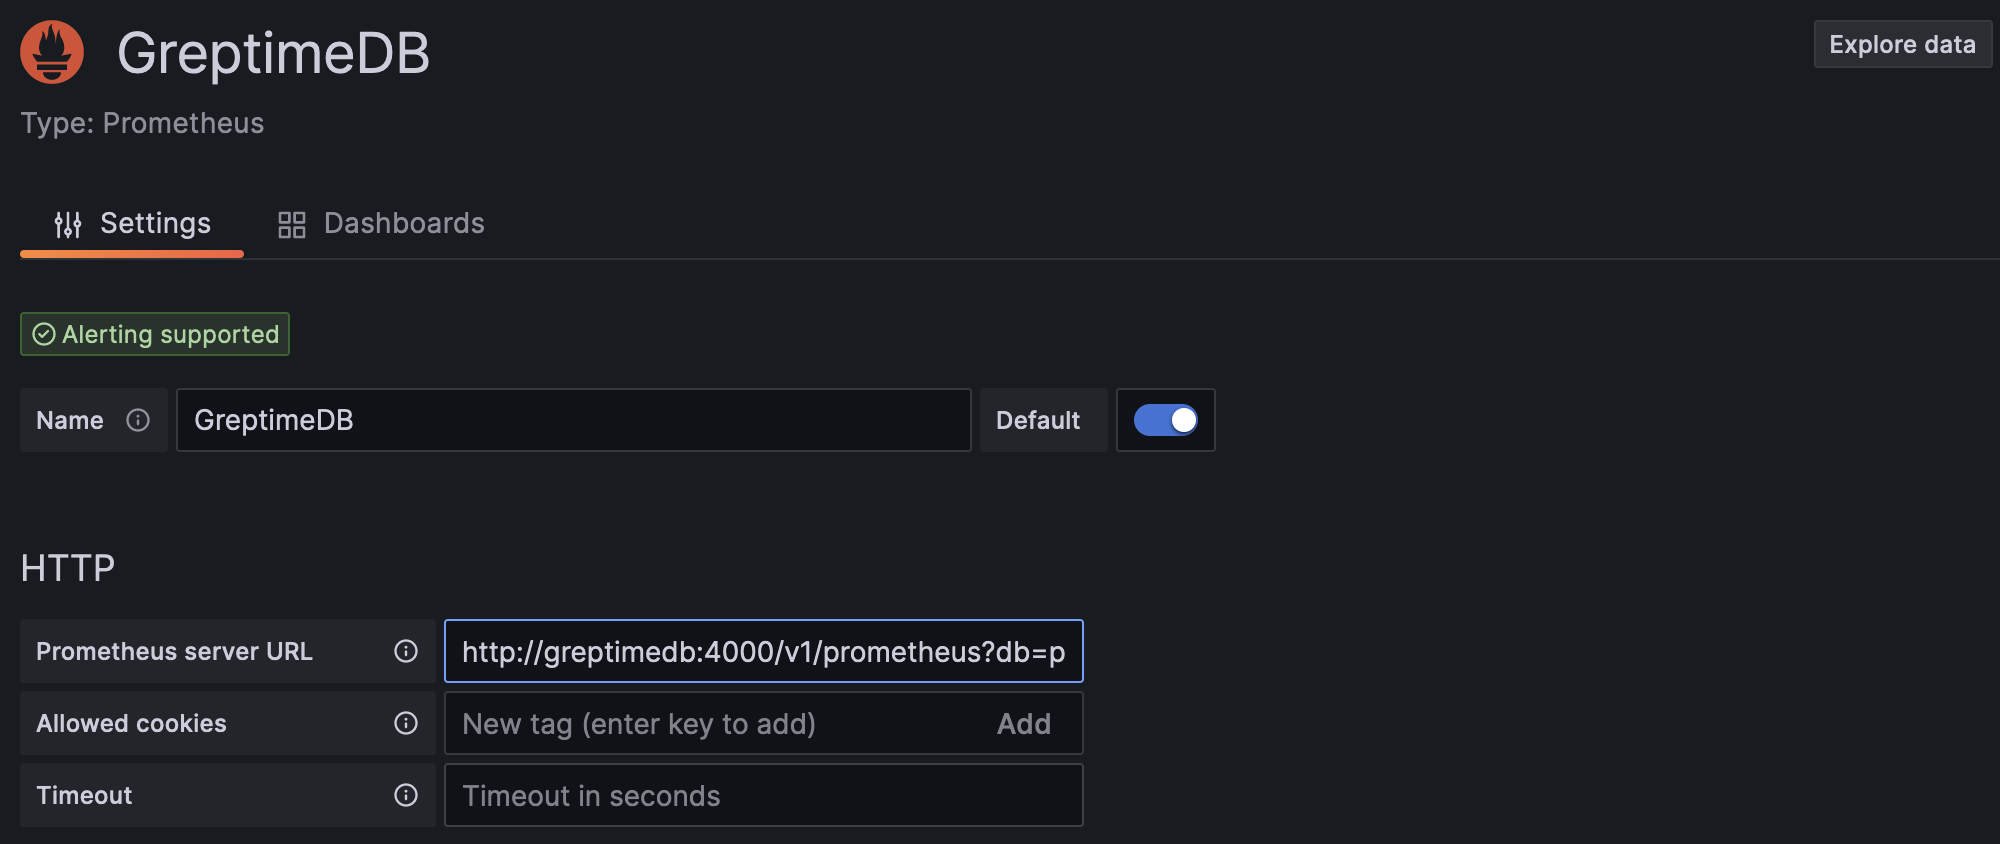 GreptimeDB
Explore data
Type: Prometheus
Settings
Dashboards
Alerting supported
Name
GreptimeDB
Default
HTTP
Prometheus server URL
http://greptimedb:4000/v1/prometheus?db=p
Allowed cookies
New tag (enter key to add)
Add
Timeout
Timeout in seconds